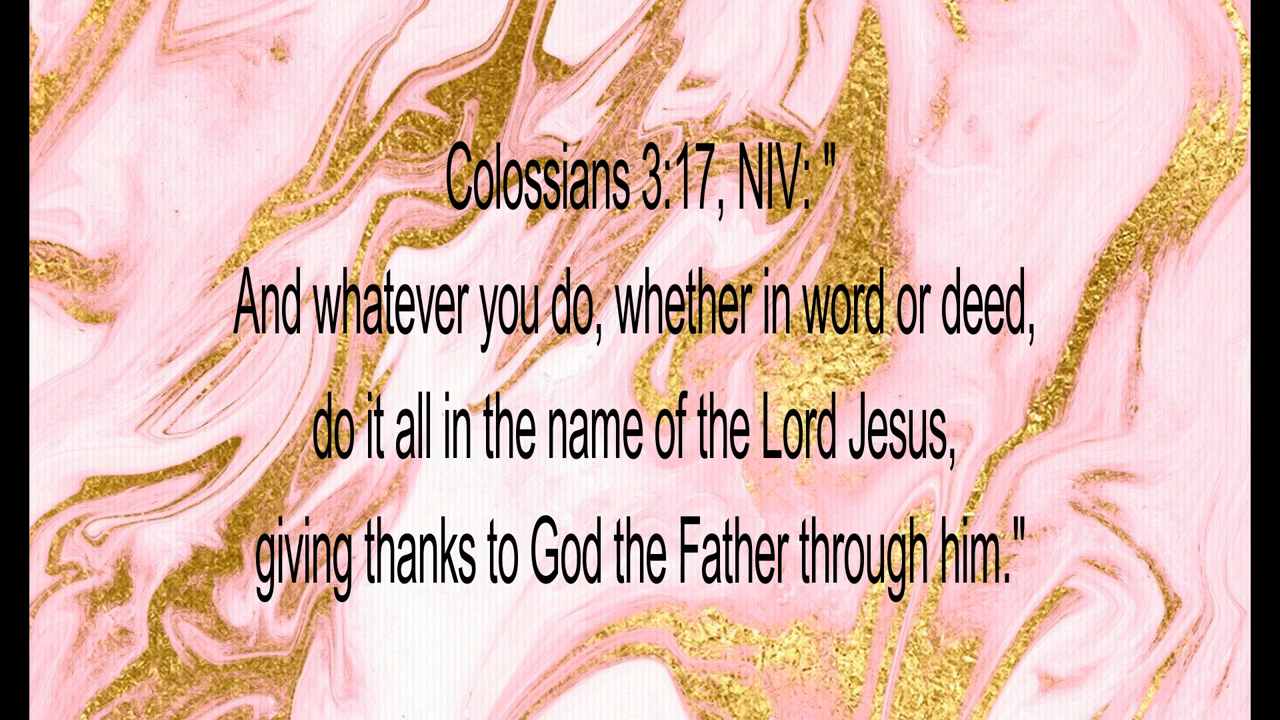 Colossians 3:17, NIV: "
And whatever you do, whether in word or deed,
do it all in the name of the Lord Jesus,
giving thanks to God the Father through him."